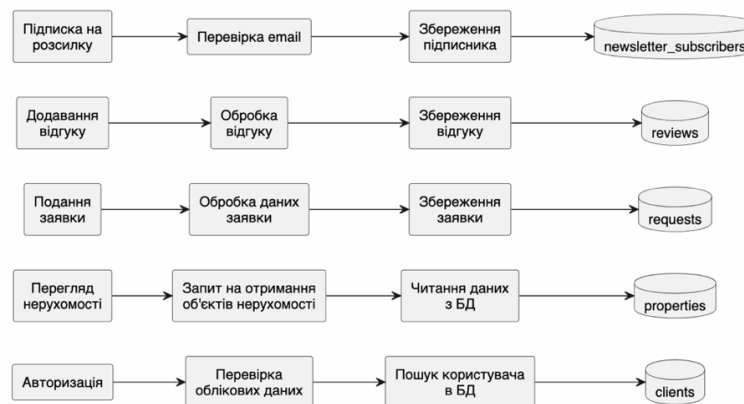 Підписка на
розсилку
Перевірка email
Збереження
підписника
newsletter_subscribers
Додавання
відгуку
Обробка
відгуку
Збереження
відгуку
reviews
Подання
заявки
Обробка даних
заявки
Збереження
заявки
requests
Перегляд
нерухомості
Запит на отримання
об'єктів нерухомості
Читання даних
з БД
properties
Авторизація
Перевірка
облікових даних
Пошук користувача
в БД
clients